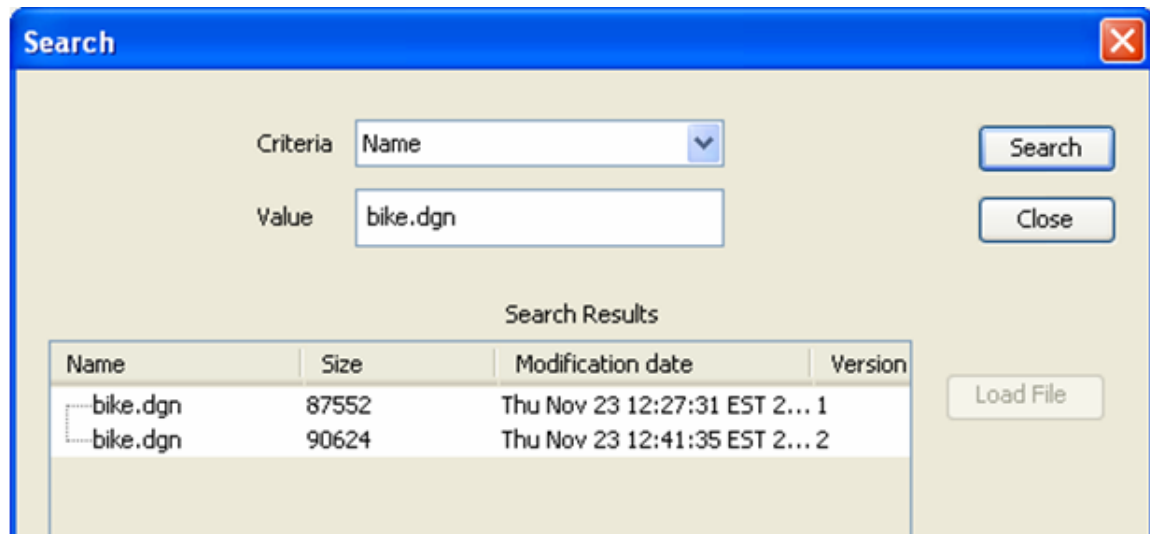 Search
Criteria Name
Search
Value bike.dgn
Close
Search Results
Name Size Modification date Version
Load File
bike.dgn 87552 Thu Nov 23 12:27:31 EST 2... 1
bike.dgn 90624 Thu Nov 23 12:41:35 EST 2... 2